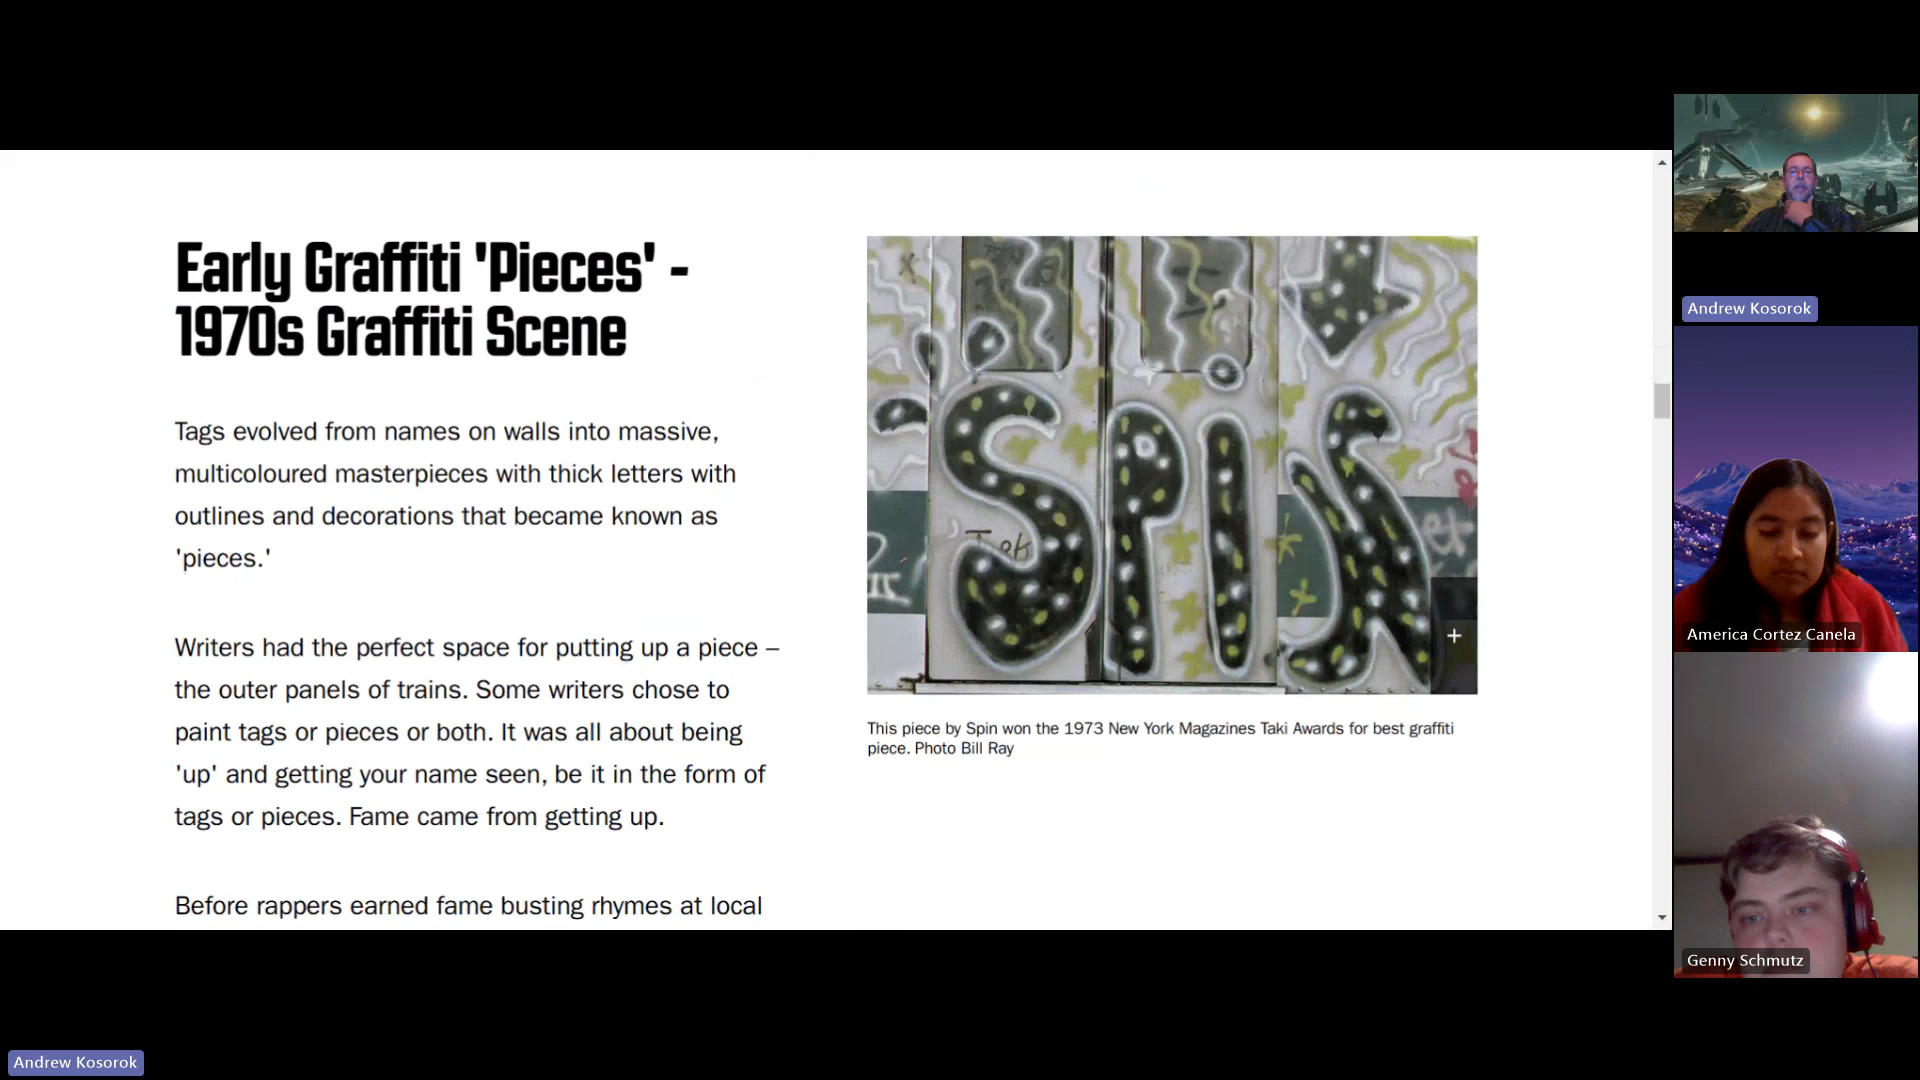 Early Graffiti 'Pieces' -
1970s Graffiti Scene
Tags evolved from names on walls into massive,
multicoloured masterpieces with thick letters with
outlines and decorations that became known as
'pieces.'
Writers had the perfect space for putting up a piece –
the outer panels of trains. Some writers chose to
paint tags or pieces or both. It was all about being
'up' and getting your name seen, be it in the form of
tags or pieces. Fame came from getting up.
Before rappers earned fame busting rhymes at local
SPIN
This piece by Spin won the 1973 New York Magazines Taki Awards for best graffiti
piece. Photo Bill Ray
Andrew Kosorok
America Cortez Canela
Genny Schmutz
Andrew Kosorok